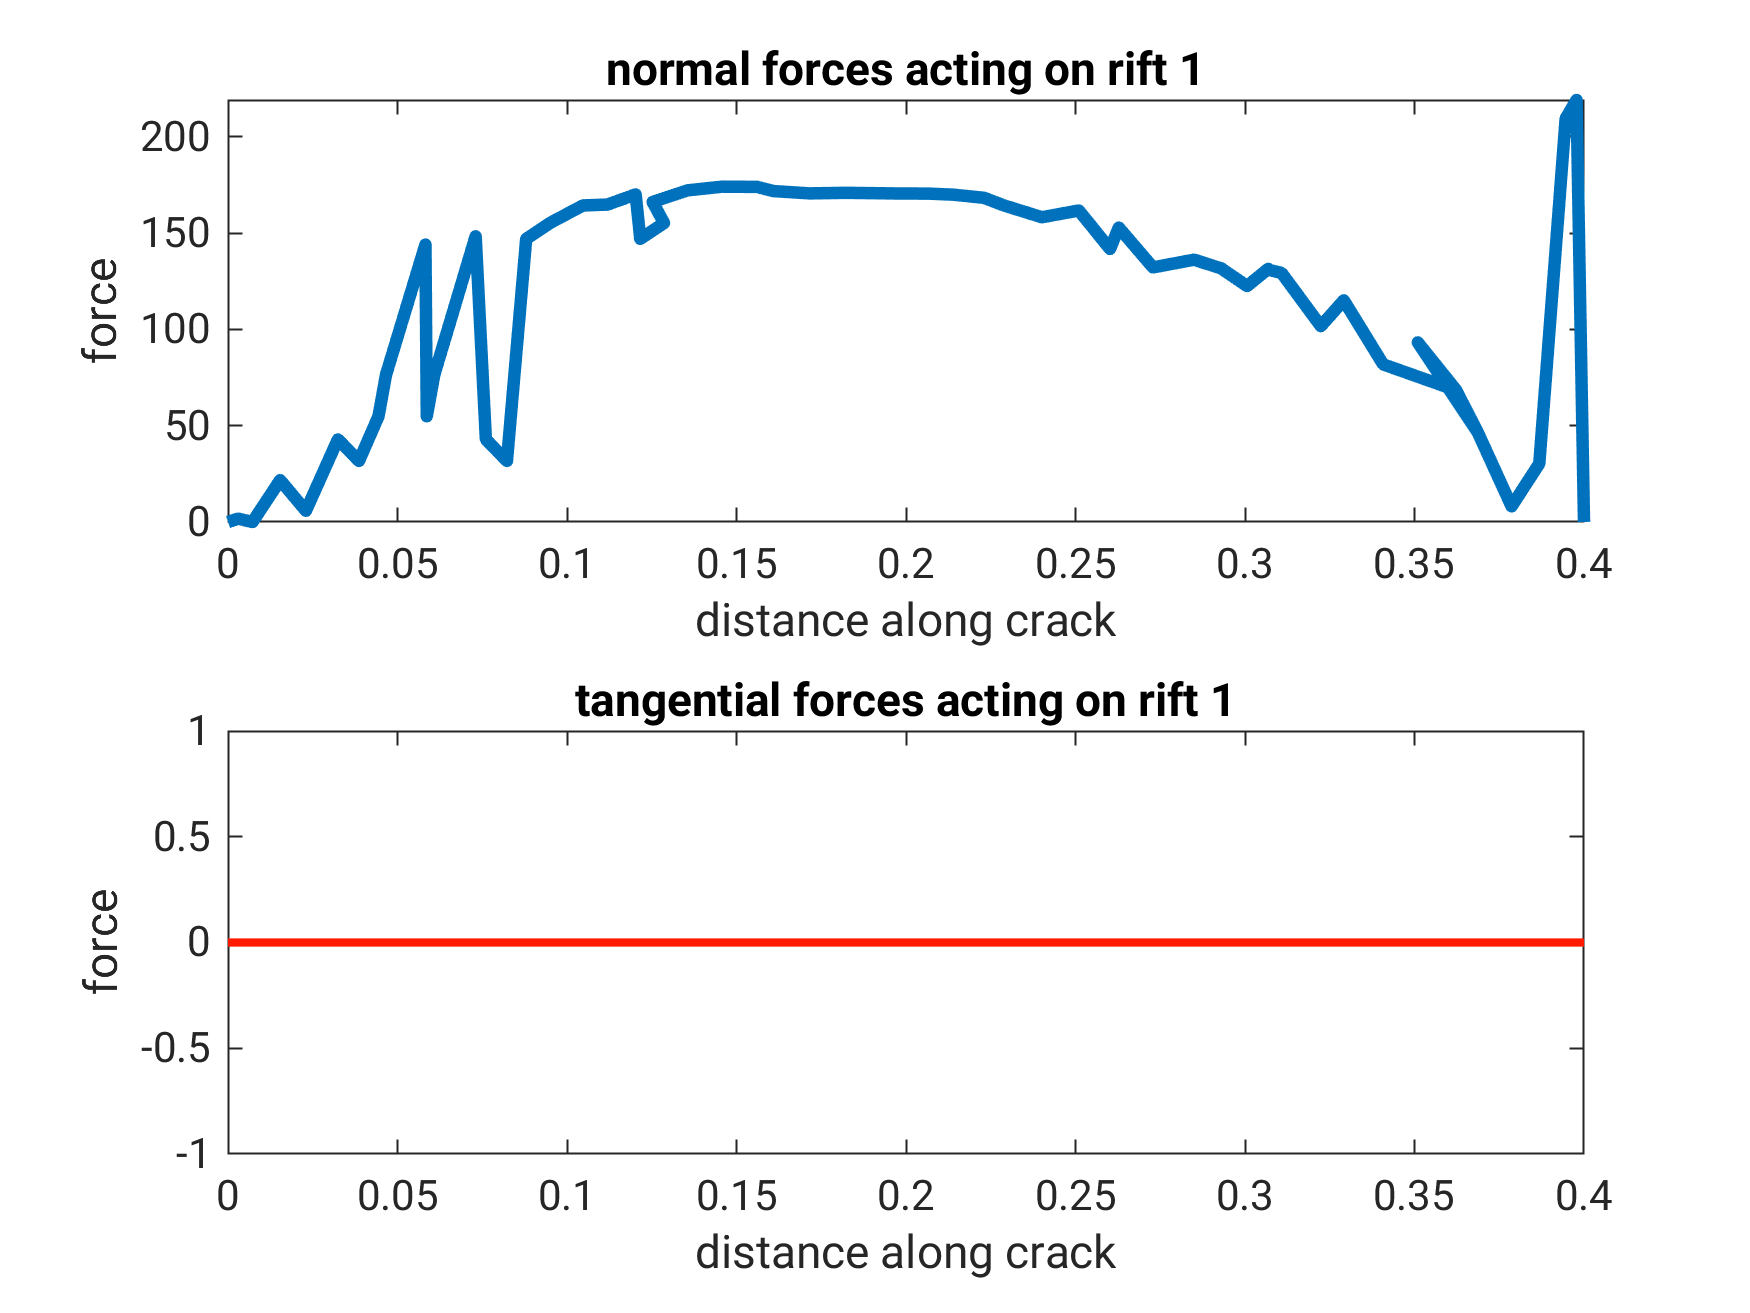 normal forces acting on rift 1
200
150
100
50
0
force
0 0.05 0.1 0.15 0.2 0.25 0.3 0.35 0.4
distance along crack
tangential forces acting on rift 1
1
0.5
0
-0.5
-1
force
0 0.05 0.1 0.15 0.2 0.25 0.3 0.35 0.4
distance along crack